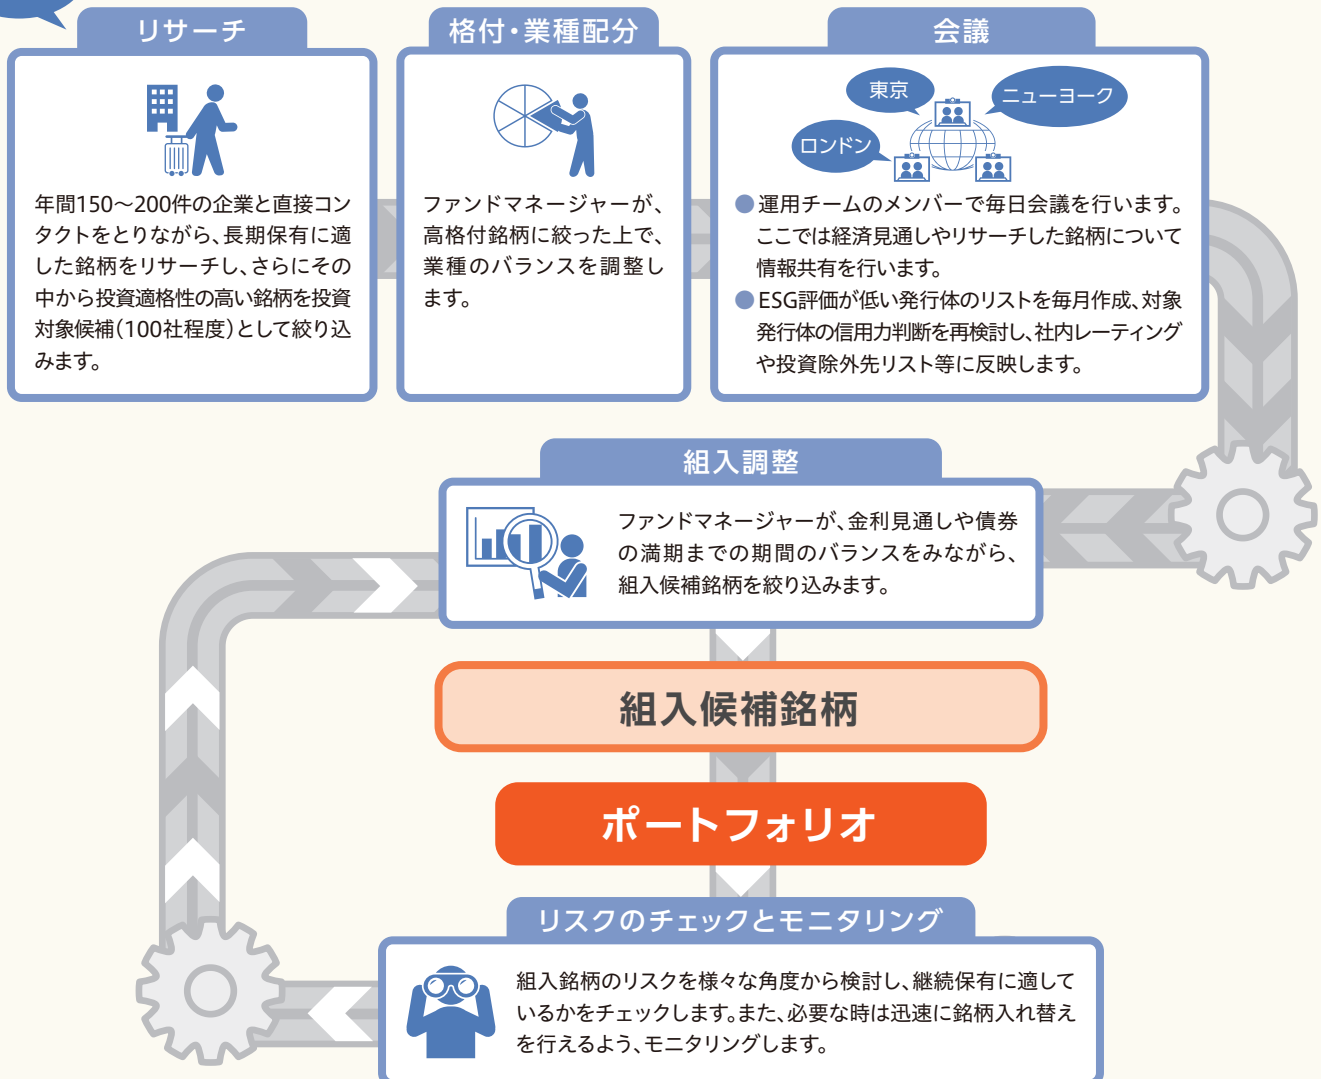 リサーチ
年間150～200件の企業と直接コン
タクトをとりながら、長期保有に適
した銘柄をリサーチし、さらにその
中から投資適格性の高い銘柄を投資
対象候補（100社程度）として絞り込
みます。
格付・業種配分
ファンドマネージャーが、
高格付銘柄に絞った上で、
業種のバランスを調整し
ます。
会議
東京
ニューヨーク
ロンドン
●運用チームのメンバーで毎日会議を行います。
ここでは経済見通しやリサーチした銘柄について
情報共有を行います。
●ESG評価が低い発行体のリストを毎月作成、対象
発行体の信用力判断を再検討し、社内レーティング
や投資除外先リスト等に反映します。
組入調整
ファンドマネージャーが、金利見通しや債券
の満期までの期間のバランスをみながら、
組入候補銘柄を絞り込みます。
組入候補銘柄
ポートフォリオ
リスクのチェックとモニタリング
組入銘柄のリスクを様々な角度から検討し、継続保有に適して
いるかをチェックします。また、必要な時は迅速に銘柄入れ替え
を行えるよう、モニタリングします。